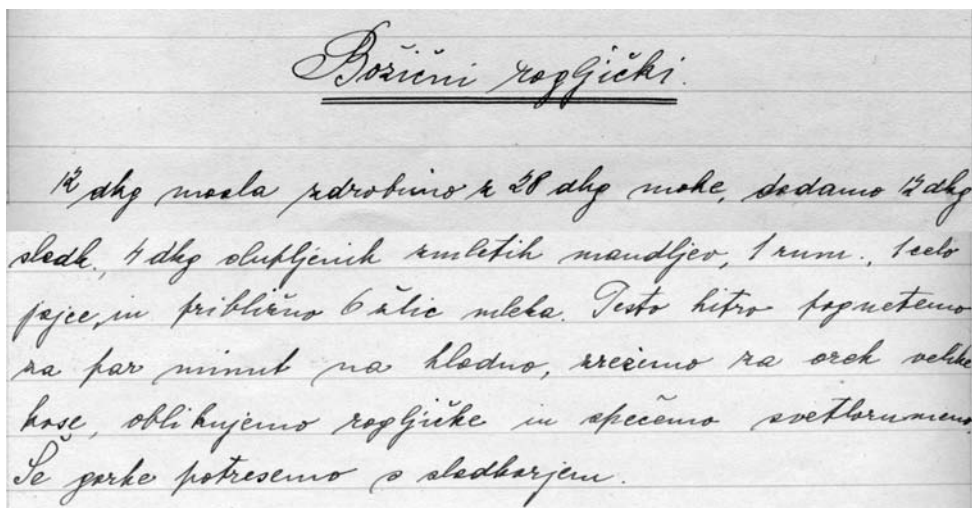 Božični rogljički.
12 dkg masla zdrobimo z 28 dkg moke, dodamo 12 dkg
sladk., 4 dkg olupljenih zmletih mandljev, 1 rum., 1 celo
jajce, in približno 6 žlic mleka. Testo hitro pognetemo
za par minut na hladno, zrežemo za oreh velike
kose, oblikujemo rogljičke in spečemo svetlorumeno.
Še gorke potresemo s sladkorjem.